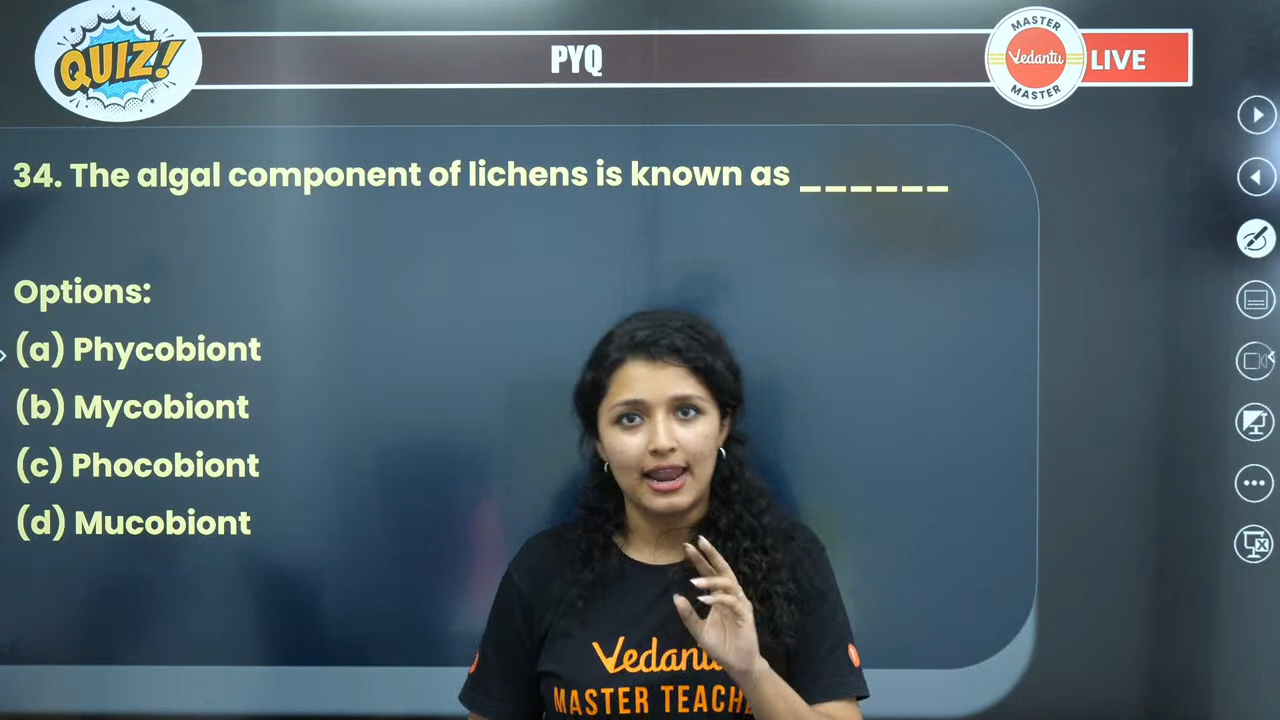 QUIZ!
PYQ
MASTER
Vedantu
MASTER
LIVE
34. The algal component of lichens is known as ______
Options:
(a) Phycobiont
(b) Mycobiont
(c) Phocobiont
(d) Mucobiont
Vedantu
MASTER TEACHE